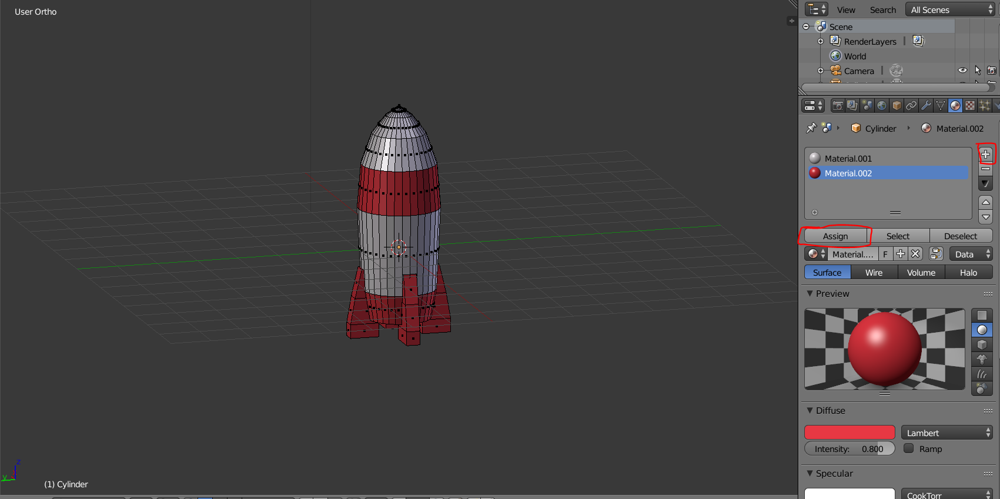 User Ortho
View Search All Scenes
Scene
RenderLayers
World
Camera
Cylinder Material.002
Material.001
Material.002
Assign Select Deselect
Material.... F Data
Surface Wire Volume Halo
Preview
Diffuse
Lambert
Intensity: 0.800 Ramp
Specular
CookTorr
z
y
(1) Cylinder